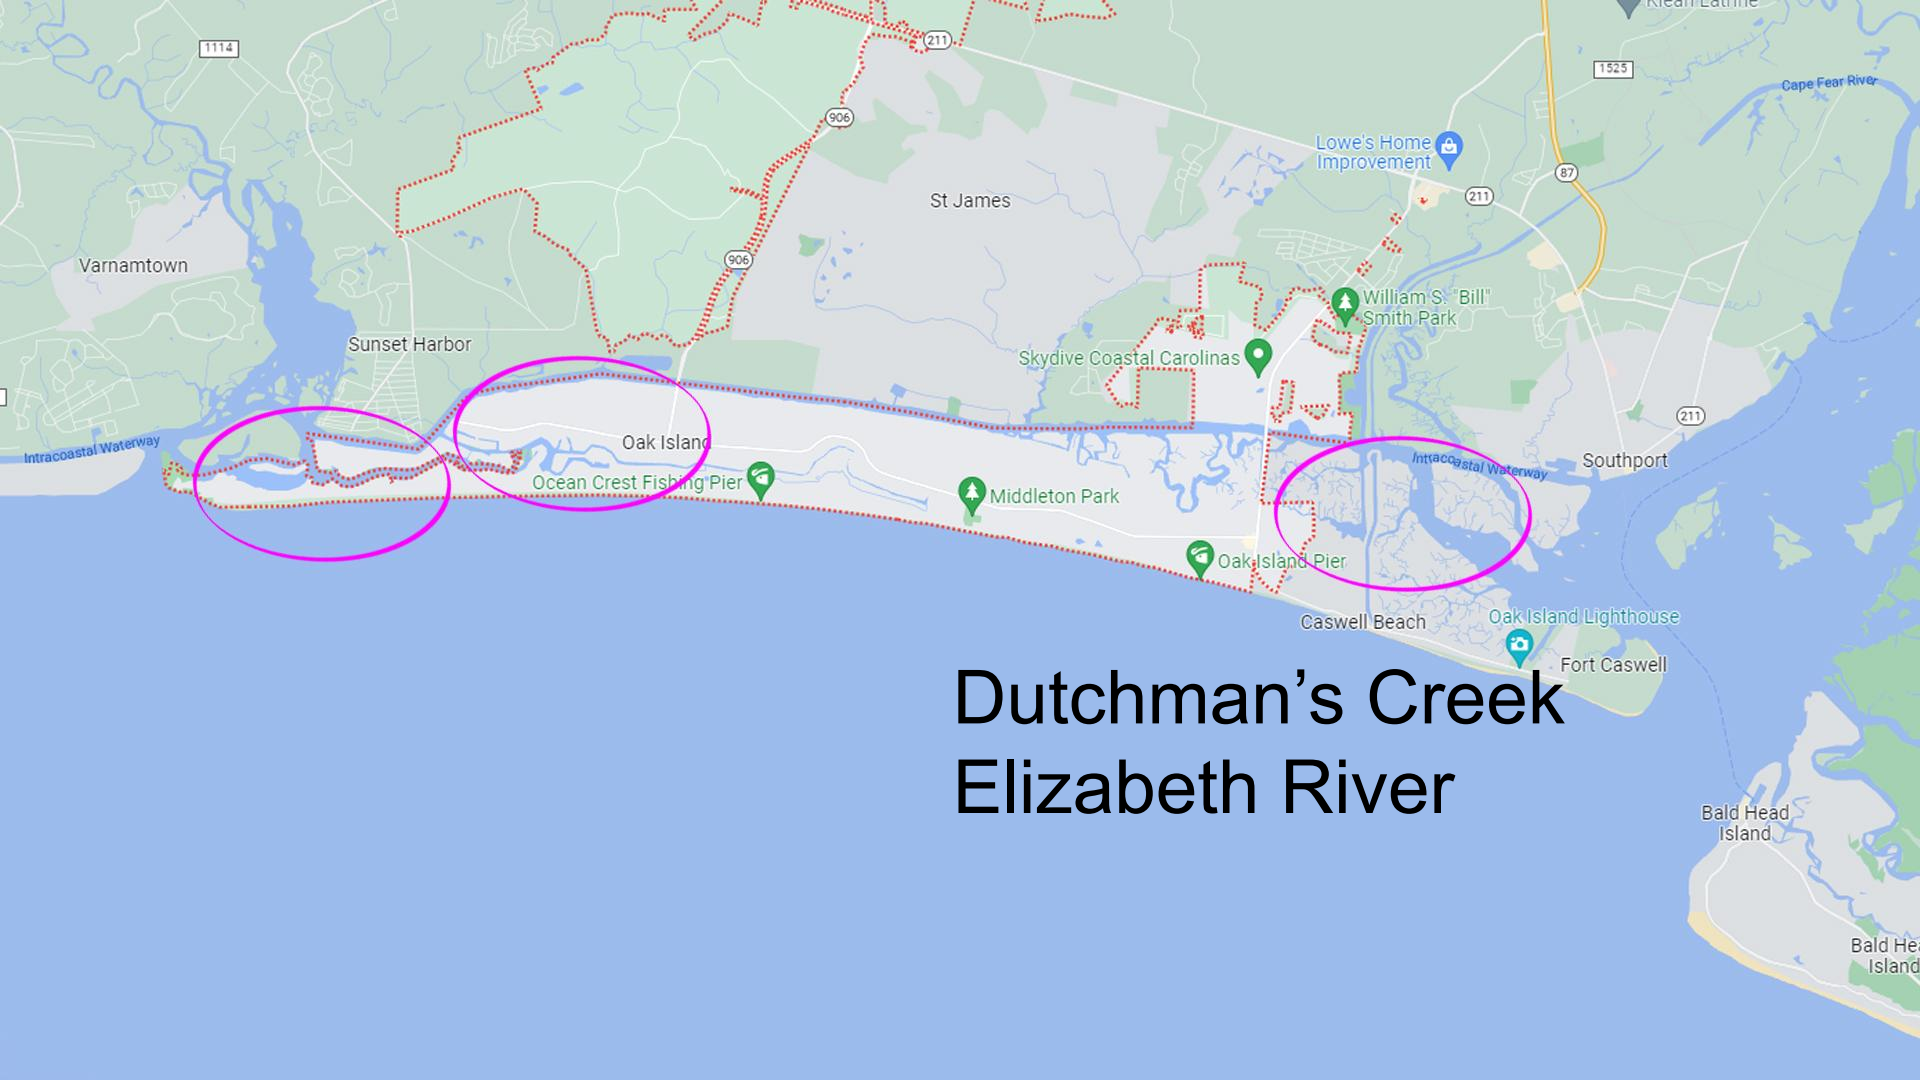 Klean Latrine
1114
211
1525
Cape Fear River
906
Lowe's Home
Improvement
87
211
St James
906
Varnamtown
William S. "Bill"
Smith Park
Sunset Harbor
Skydive Coastal Carolinas
211
Intracoastal Waterway
Oak Island
Intracoastal Waterway
Southport
Ocean Crest Fishing Pier
Middleton Park
Oak Island Pier
Caswell Beach
Oak Island Lighthouse
Fort Caswell
Dutchman’s Creek
Elizabeth River
Bald Head
Island
Bald Hea
Island